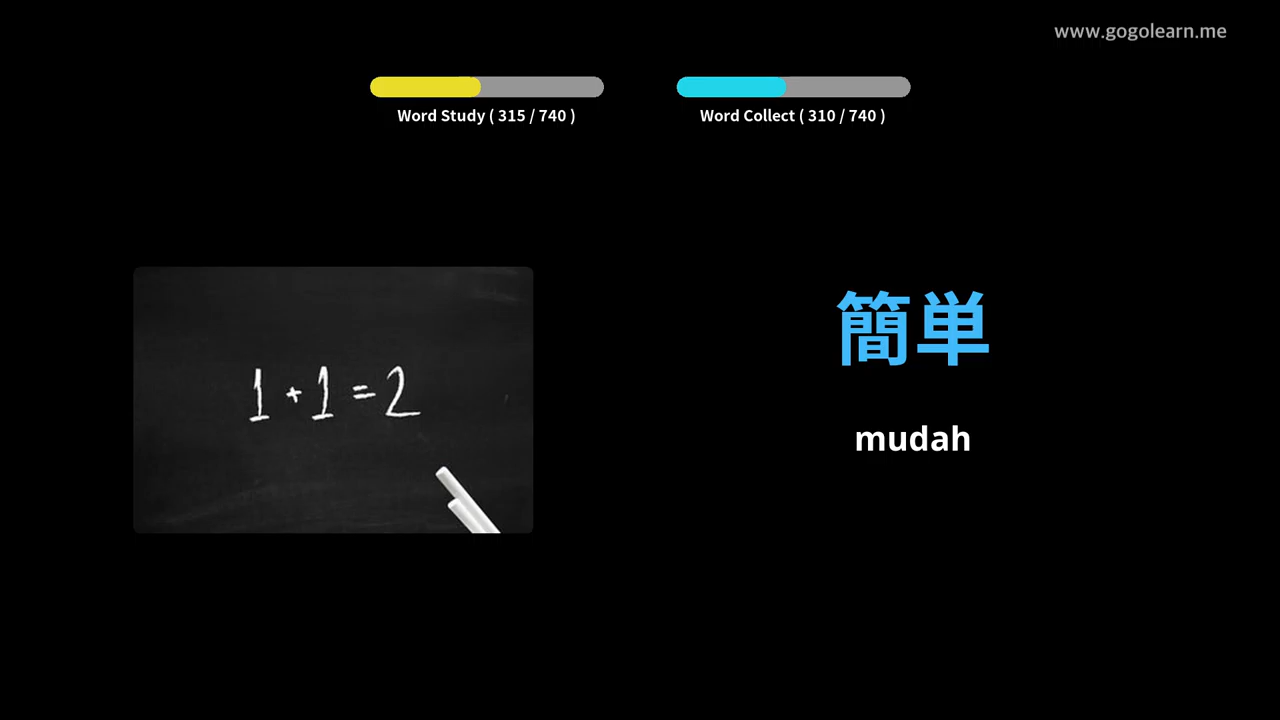 www.gogolearn.me
Word Study ( 315 / 740 )
Word Collect ( 310 / 740 )
1 + 1 = 2
簡単
mudah